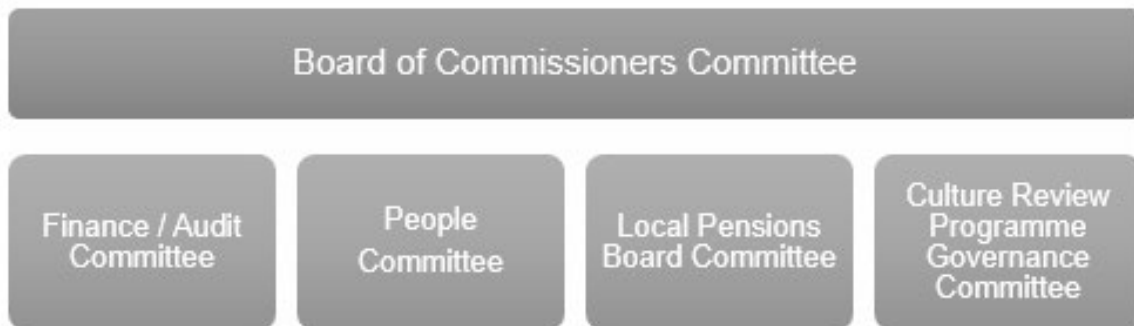 Board of Commissioners Committee
Finance / Audit
Committee
People
Committee
Local Pensions
Board Committee
Culture Review
Programme
Governance
Committee